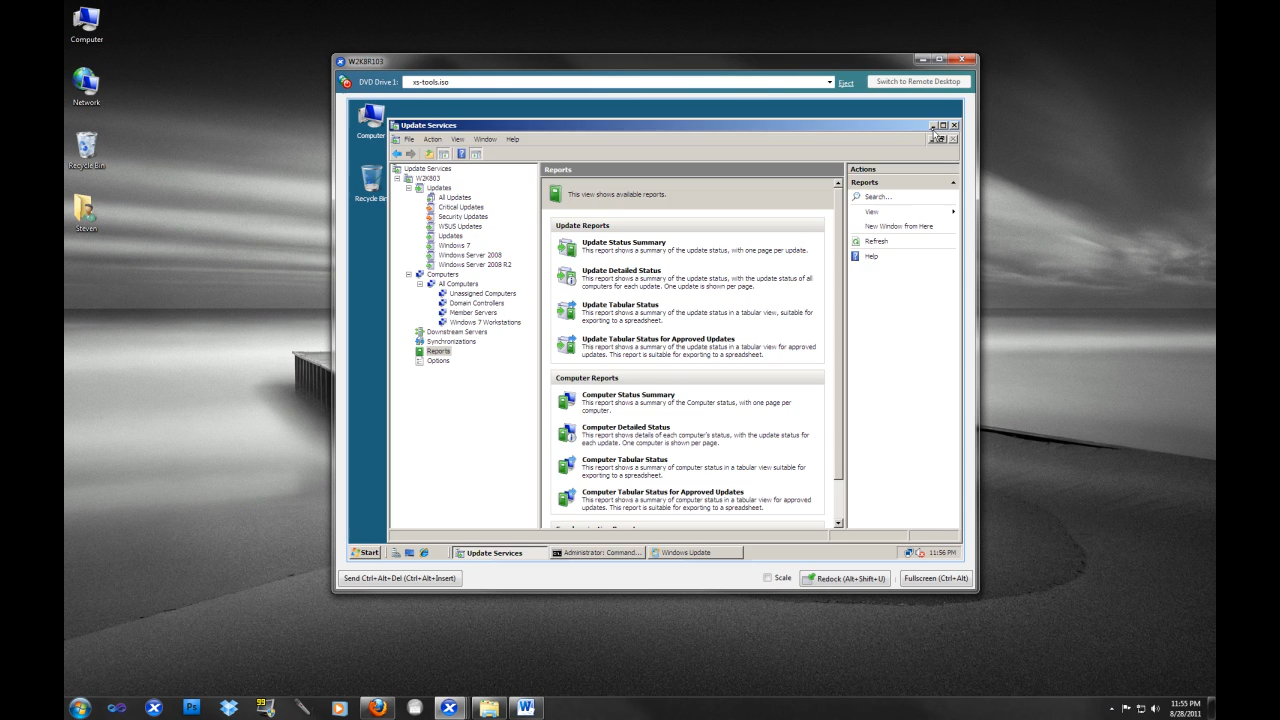 Computer
Network
Recycle Bin
Steven
W2K8R103
DVD Drive 1:
xs-tools.iso
Eject
Switch to Remote Desktop
Computer
Recycle Bin
Update Services
File Action View Window Help
Update Services
W2K803
Updates
All Updates
Critical Updates
Security Updates
WSUS Updates
Updates
Windows 7
Windows Server 2008
Windows Server 2008 R2
Computers
All Computers
Unassigned Computers
Domain Controllers
Member Servers
Windows 7 Workstations
Downstream Servers
Synchronizations
Reports
Options
Reports
This view shows available reports.
Update Reports
Update Status Summary
This report shows a summary of the update status, with one page per update.
Update Detailed Status
This report shows a summary of the update status, with the update status of all
computers for each update. One update is shown per page.
Update Tabular Status
This report shows a summary of the update status in a tabular view, suitable for
exporting to a spreadsheet.
Update Tabular Status for Approved Updates
This report shows a summary of the update status in a tabular view for approved
updates. This report is suitable for exporting to a spreadsheet.
Computer Reports
Computer Status Summary
This report shows a summary of the Computer status, with one page per
computer.
Computer Detailed Status
This report shows details of each computer's status, with the update status for
each update. One computer is shown per page.
Computer Tabular Status
This report shows a summary of computer status in a tabular view suitable for
exporting to a spreadsheet.
Computer Tabular Status for Approved Updates
This report shows a summary of computer status in a tabular view for approved
updates. This report is suitable for exporting to a spreadsheet.
Actions
Reports
Search...
View
New Window from Here
Refresh
Help
Start
Update Services
Administrator: Command...
Windows Update
11:56 PM
Send Ctrl+Alt+Del (Ctrl+Alt+Insert)
Scale
Redock (Alt+Shift+U)
Fullscreen (Ctrl+Alt)
99
Ps
W
11:55 PM
8/28/2011